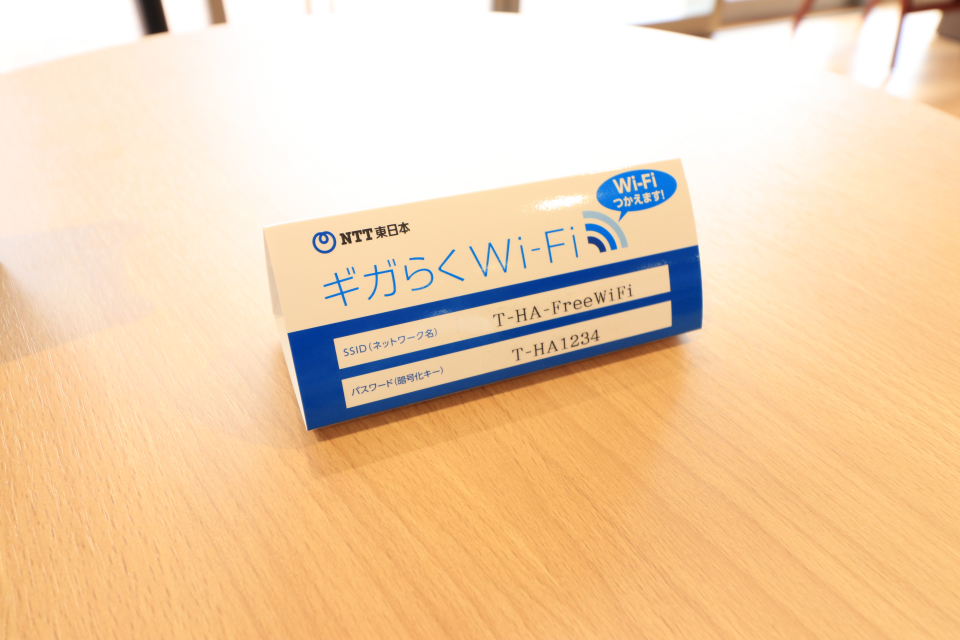 Wi-Fi
つかえます!
NTT東日本
ギガらくWi-Fi
SSID(ネットワーク名) T-HA-FreeWiFi
パスワード(暗号化キー) T-HA1234